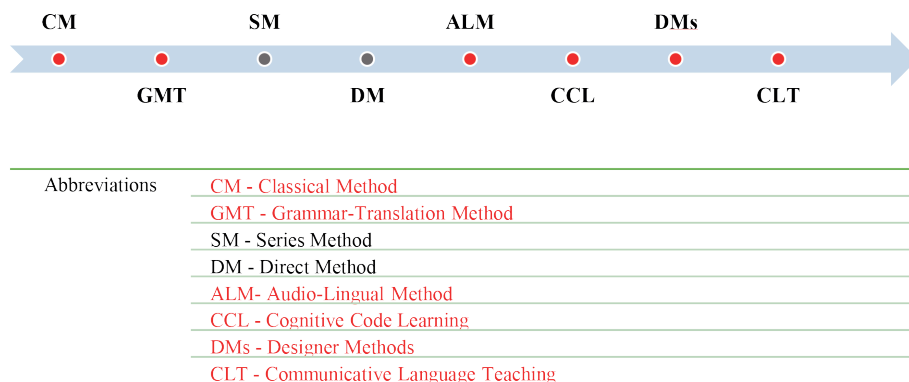 CM SM ALM DMs
GMT DM CCL CLT
Abbreviations
CM - Classical Method
GMT - Grammar-Translation Method
SM - Series Method
DM - Direct Method
ALM- Audio-Lingual Method
CCL - Cognitive Code Learning
DMs - Designer Methods
CLT - Communicative Language Teaching